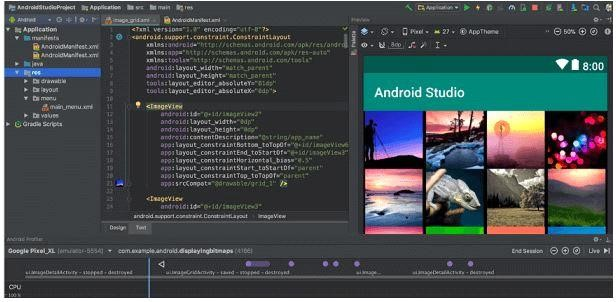 AndroidStudioProject
app
src
main
res
Application
Android
image_grid.xml
AndroidManifest.xml
Preview
Application
manifests
AndroidManifest.xml
AndroidManifest.xml
java
res
drawable
layout
menu
main_menu.xml
values
Gradle Scripts
<?xml version="1.0" encoding="utf-8"?>
<android.support.constraint.ConstraintLayout
xmlns:android="http://schemas.android.com/apk/res/android
xmlns:app="http://schemas.android.com/apk/res-auto"
xmlns:tools="http://schemas.android.com/tools"
android:layout_width="match_parent"
android:layout_height="match_parent"
tools:layout_editor_absoluteY="81dp"
tools:layout_editor_absoluteX="0dp">
<ImageView
android:id="@+id/imageView2"
android:layout_width="0dp"
android:layout_height="0dp"
android:contentDescription="@string/app_name"
app:layout_constraintBottom_toTopOf="@+id/imageView6
app:layout_constraintEnd_toStartOf="@+id/imageView3"
app:layout_constraintHorizontal_bias="0.5"
app:layout_constraintStart_toStartOf="parent"
app:layout_constraintTop_toTopOf="parent"
app:srcCompat="@drawable/grid_1" />
<ImageView
android:id="@+id/imageView3"
android.support.constraint.ConstraintLayout
ImageView
Design
Text
Palette
Pixel
27
AppTheme
8dp
8:00
Android Studio
Android Profiler
Google Pixel_XL (emulator-5554)
com.example.android.displayingbitmaps (4166)
End Session
Live
ui.ImageDetailActivity - stopped - destroyed
ui.ImageGridActivity - saved - stopped - destroyed
ui.Image...
ui.ImageDetailActivity - stopped - destroyed
CPU